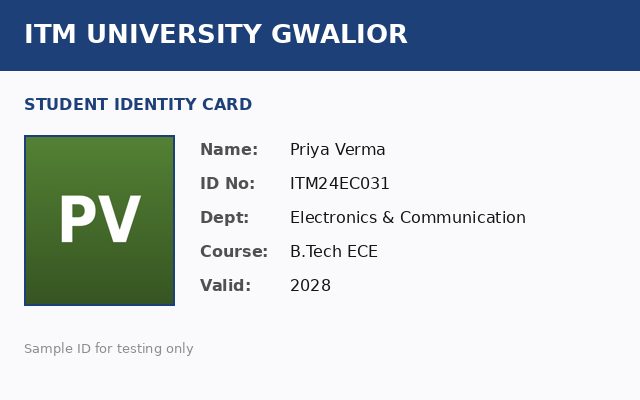 ITM UNIVERSITY GWALIOR
STUDENT IDENTITY CARD
PV
Name: Priya Verma
ID No: ITM24EC031
Dept: Electronics & Communication
Course: B.Tech ECE
Valid: 2028
Sample ID for testing only